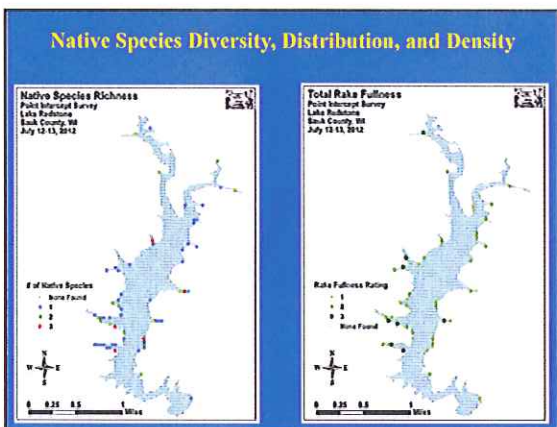 Native Species Diversity, Distribution, and Density
Native Species Richness
Point Intercept Survey
Lake Redstone
Sauk County, WI
July 12-13, 2012
# of Native Species
None Found
1
2
3
N
W E
S
0 0.25 0.5 1
Miles
Total Rake Fullness
Point Intercept Survey
Lake Redstone
Sauk County, WI
July 12-13, 2012
Rake Fullness Rating
1
2
3
None Found
N
W E
S
0 0.25 0.5 1
Miles